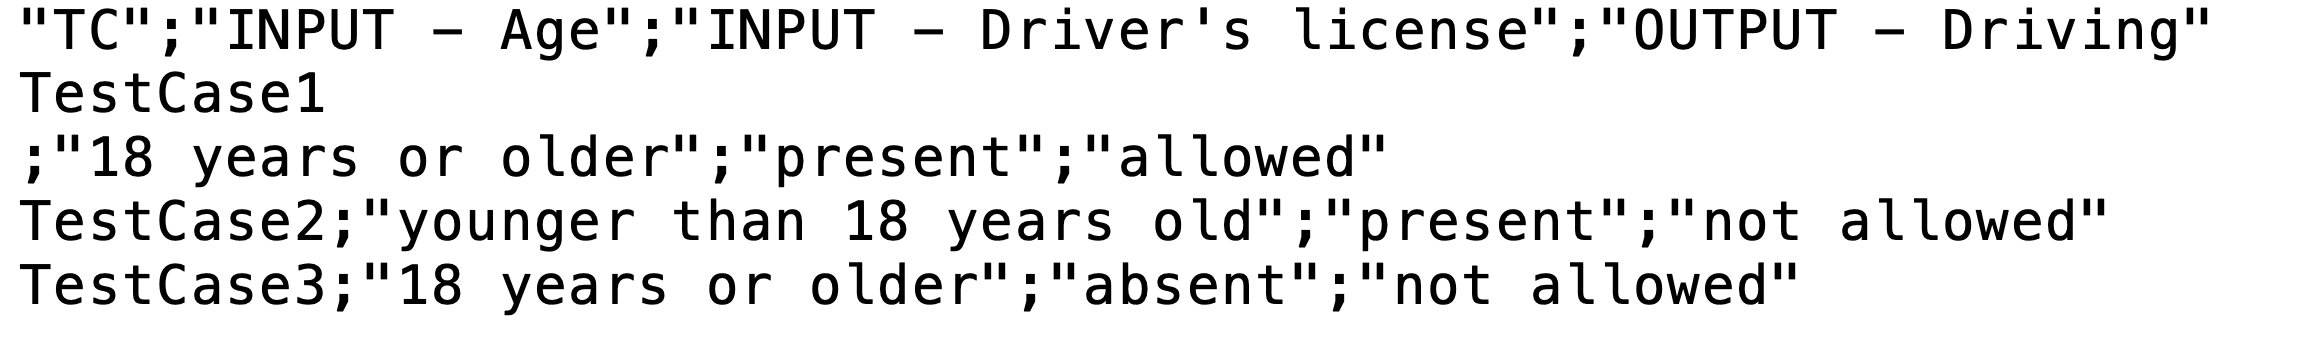 "TC";"INPUT – Age";"INPUT – Driver's license";"OUTPUT – Driving"
TestCase1
;"18 years or older";"present";"allowed"
TestCase2;"younger than 18 years old";"present";"not allowed"
TestCase3;"18 years or older";"absent";"not allowed"